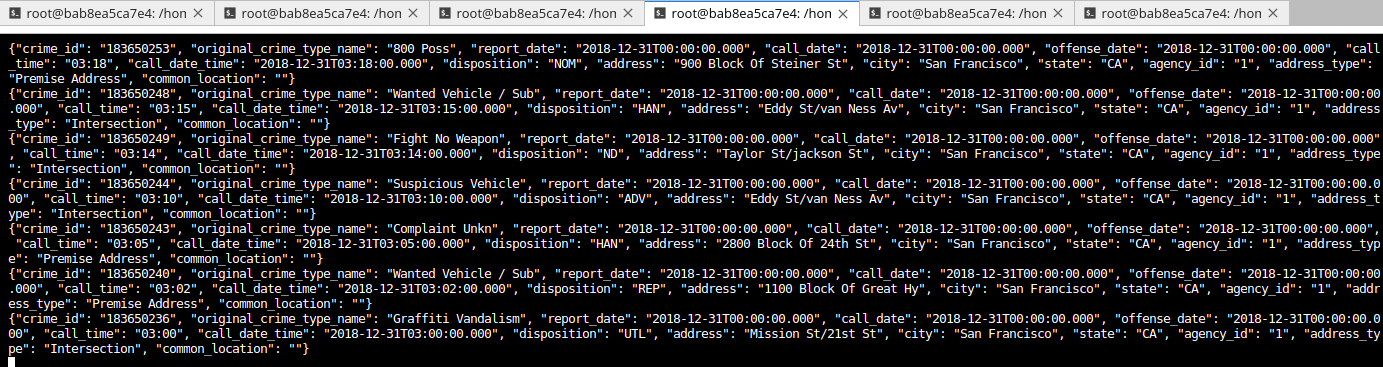 root@bab8ea5ca7e4: /hon root@bab8ea5ca7e4: /hon root@bab8ea5ca7e4: /hon root@bab8ea5ca7e4: /hon root@bab8ea5ca7e4: /hon root@bab8ea5ca7e4: /hon
{"crime_id": "183650253", "original_crime_type_name": "800 Poss", "report_date": "2018-12-31T00:00:00.000", "call_date": "2018-12-31T00:00:00.000", "offense_date": "2018-12-31T00:00:00.000", "call
_time": "03:18", "call_date_time": "2018-12-31T03:18:00.000", "disposition": "NOM", "address": "900 Block Of Steiner St", "city": "San Francisco", "state": "CA", "agency_id": "1", "address_type":
"Premise Address", "common_location": ""}
{"crime_id": "183650248", "original_crime_type_name": "Wanted Vehicle / Sub", "report_date": "2018-12-31T00:00:00.000", "call_date": "2018-12-31T00:00:00.000", "offense_date": "2018-12-31T00:00:00
.000", "call_time": "03:15", "call_date_time": "2018-12-31T03:15:00.000", "disposition": "HAN", "address": "Eddy St/van Ness Av", "city": "San Francisco", "state": "CA", "agency_id": "1", "address
_type": "Intersection", "common_location": ""}
{"crime_id": "183650249", "original_crime_type_name": "Fight No Weapon", "report_date": "2018-12-31T00:00:00.000", "call_date": "2018-12-31T00:00:00.000", "offense_date": "2018-12-31T00:00:00.000"
, "call_time": "03:14", "call_date_time": "2018-12-31T03:14:00.000", "disposition": "ND", "address": "Taylor St/jackson St", "city": "San Francisco", "state": "CA", "agency_id": "1", "address_type
": "Intersection", "common_location": ""}
{"crime_id": "183650244", "original_crime_type_name": "Suspicious Vehicle", "report_date": "2018-12-31T00:00:00.000", "call_date": "2018-12-31T00:00:00.000", "offense_date": "2018-12-31T00:00:00.0
00", "call_time": "03:10", "call_date_time": "2018-12-31T03:10:00.000", "disposition": "ADV", "address": "Eddy St/van Ness Av", "city": "San Francisco", "state": "CA", "agency_id": "1", "address_t
ype": "Intersection", "common_location": ""}
{"crime_id": "183650243", "original_crime_type_name": "Complaint Unkn", "report_date": "2018-12-31T00:00:00.000", "call_date": "2018-12-31T00:00:00.000", "offense_date": "2018-12-31T00:00:00.000",
"call_time": "03:05", "call_date_time": "2018-12-31T03:05:00.000", "disposition": "HAN", "address": "2800 Block Of 24th St", "city": "San Francisco", "state": "CA", "agency_id": "1", "address_typ
e": "Premise Address", "common_location": ""}
{"crime_id": "183650240", "original_crime_type_name": "Wanted Vehicle / Sub", "report_date": "2018-12-31T00:00:00.000", "call_date": "2018-12-31T00:00:00.000", "offense_date": "2018-12-31T00:00:00
.000", "call_time": "03:02", "call_date_time": "2018-12-31T03:02:00.000", "disposition": "REP", "address": "1100 Block Of Great Hy", "city": "San Francisco", "state": "CA", "agency_id": "1", "addr
ess_type": "Premise Address", "common_location": ""}
{"crime_id": "183650236", "original_crime_type_name": "Graffiti Vandalism", "report_date": "2018-12-31T00:00:00.000", "call_date": "2018-12-31T00:00:00.000", "offense_date": "2018-12-31T00:00:00.0
00", "call_time": "03:00", "call_date_time": "2018-12-31T03:00:00.000", "disposition": "UTL", "address": "Mission St/21st St", "city": "San Francisco", "state": "CA", "agency_id": "1", "address_ty
pe": "Intersection", "common_location": ""}